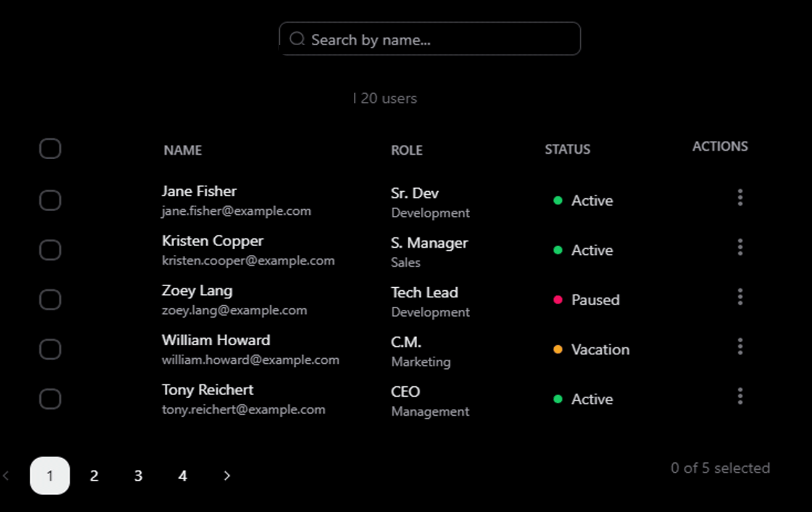 Search by name...
20 users
NAME ROLE STATUS ACTIONS
Jane Fisher Sr. Dev Active
jane.fisher@example.com Development
Kristen Copper S. Manager Active
kristen.cooper@example.com Sales
Zoey Lang Tech Lead Paused
zoey.lang@example.com Development
William Howard C.M. Vacation
william.howard@example.com Marketing
Tony Reichert CEO Active
tony.reichert@example.com Management
1 2 3 4 0 of 5 selected